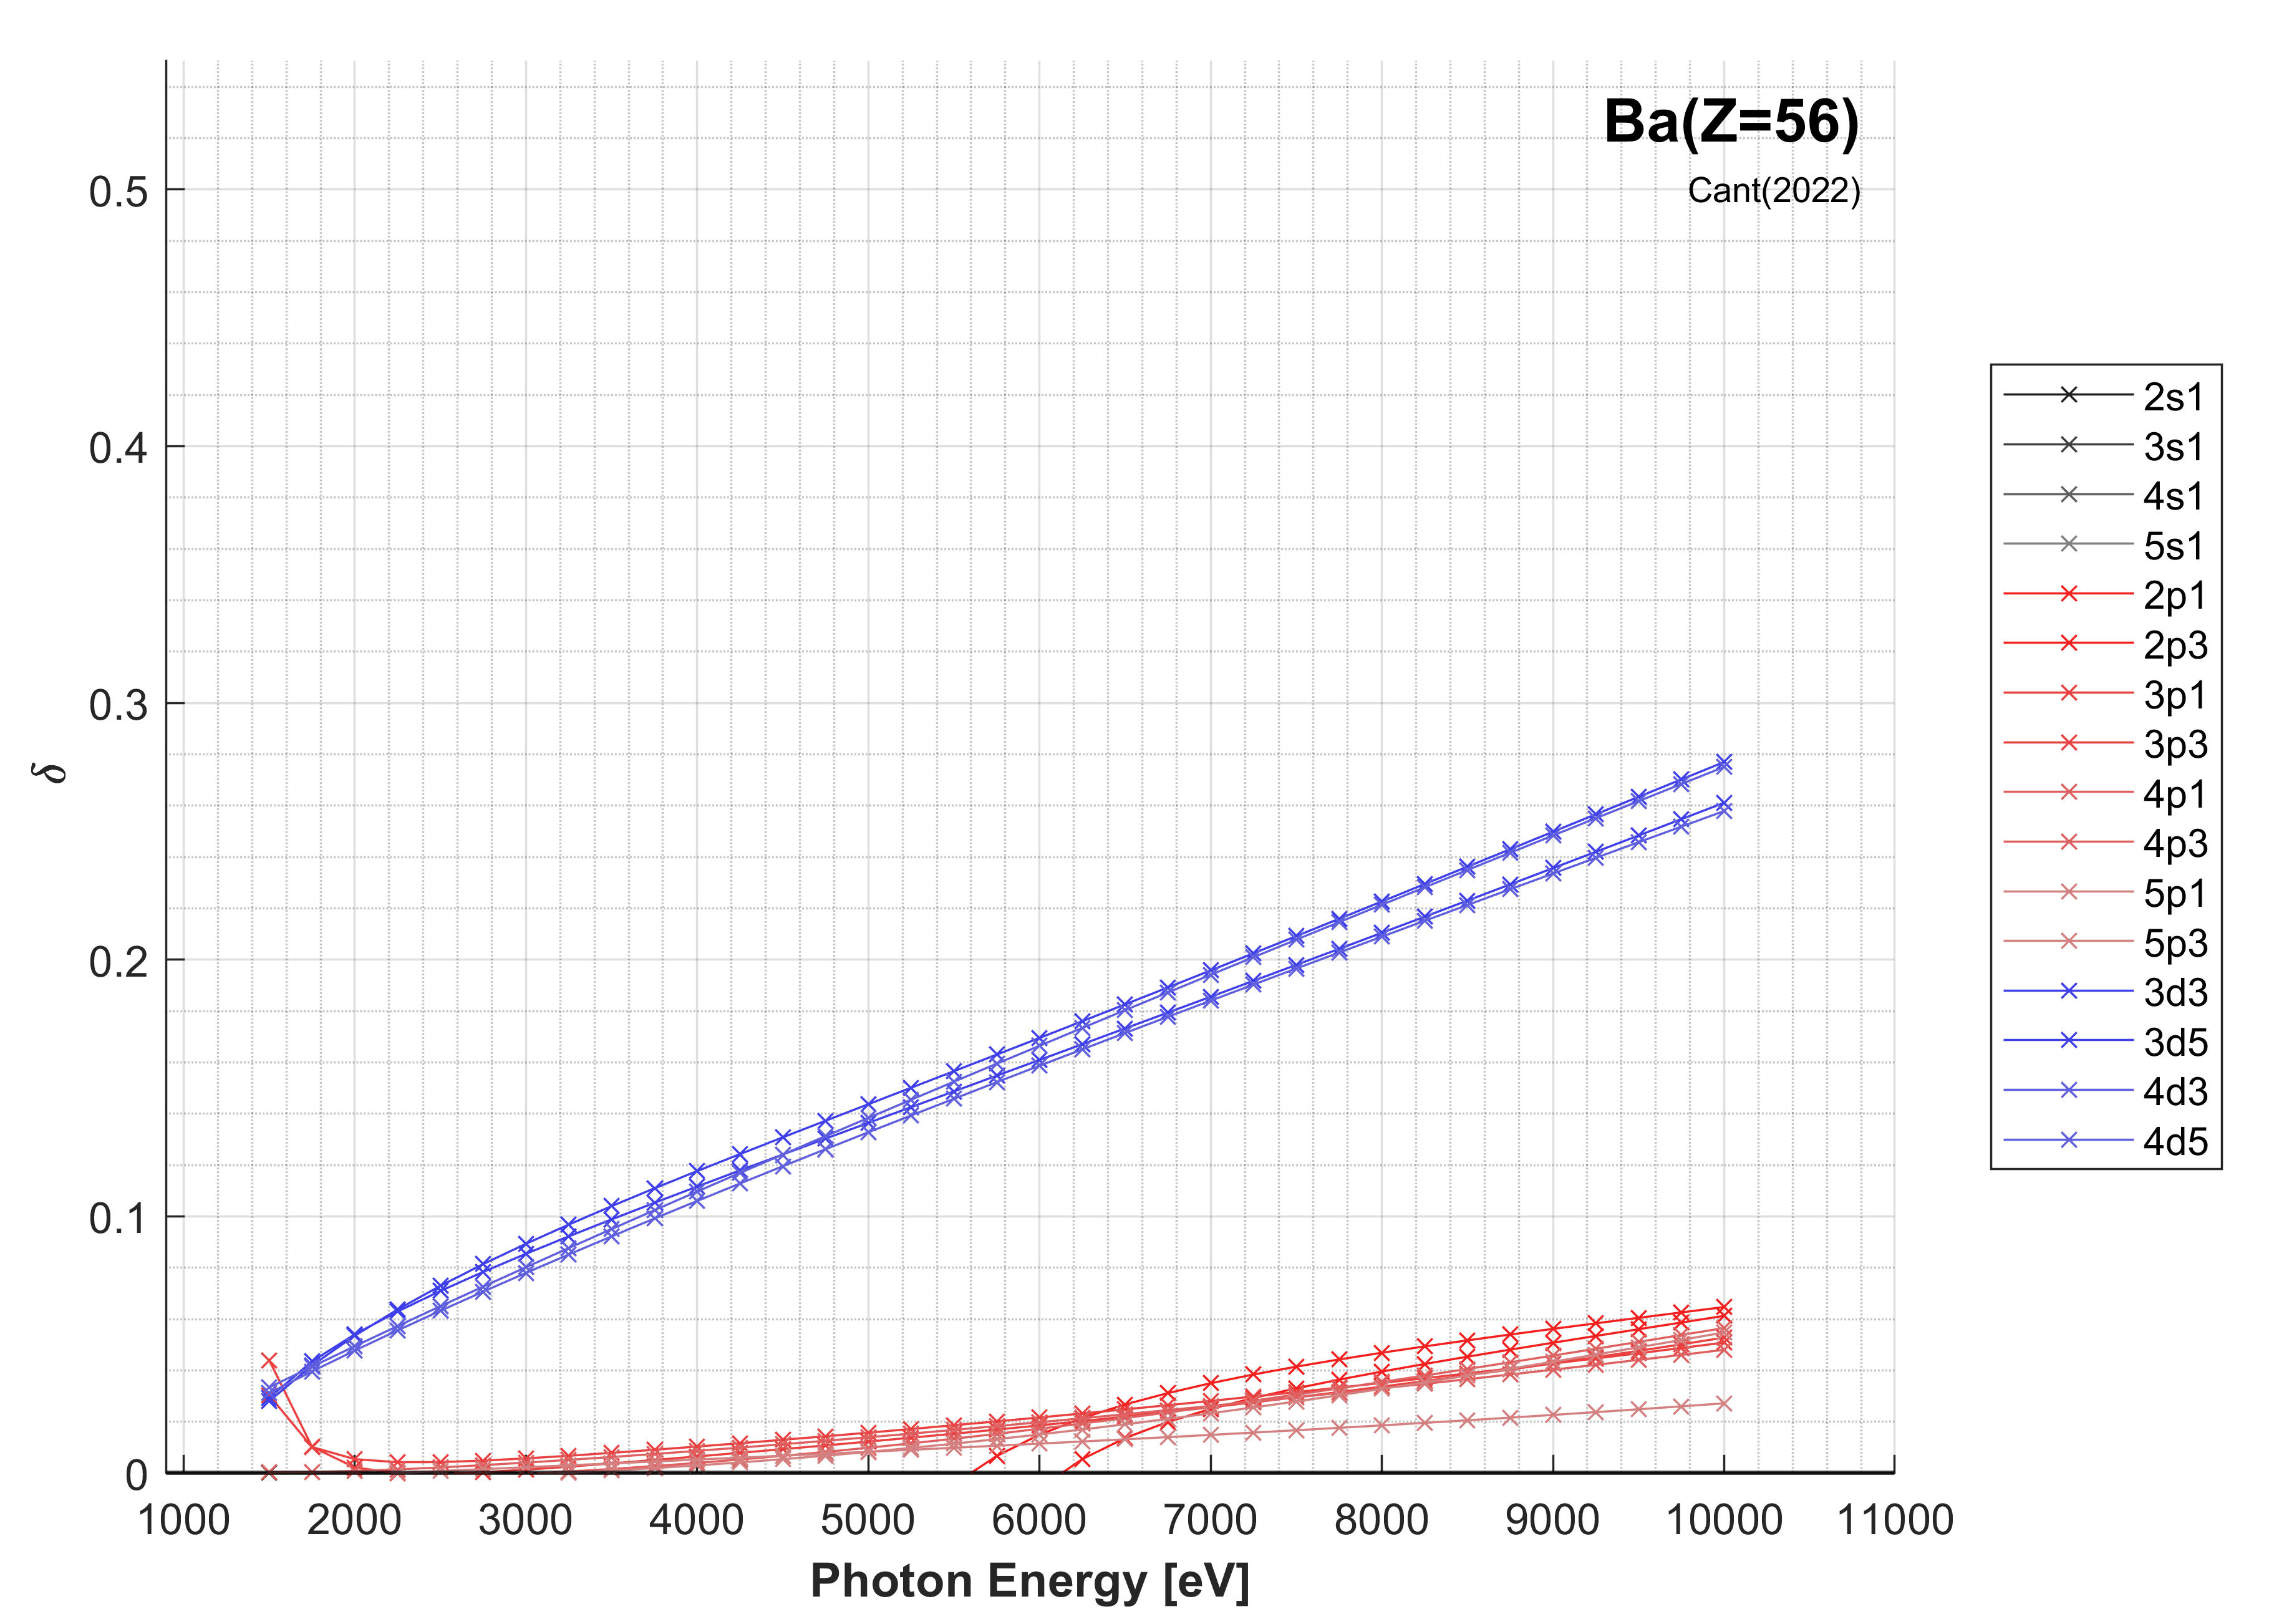 Ba(Z=56)
Cant(2022)
0.5
0.4
0.3
0.2
0.1
0
δ
1000 2000 3000 4000 5000 6000 7000 8000 9000 10000 11000
Photon Energy [eV]
2s1
3s1
4s1
5s1
2p1
2p3
3p1
3p3
4p1
4p3
5p1
5p3
3d3
3d5
4d3
4d5